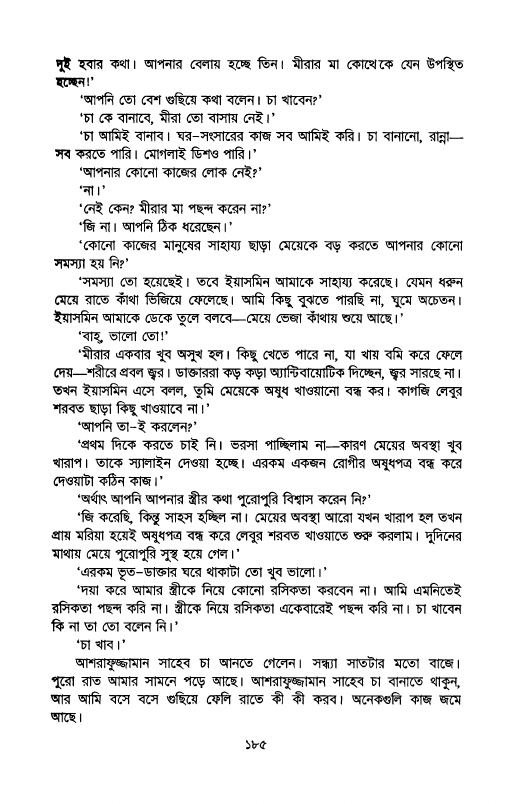 দুই হবার কথা। আপনার বেলায় হচ্ছে তিন। মীরার মা কোত্থেকে যেন উপস্থিত
হচ্ছেন!’
‘আপনি তো বেশ গুছিয়ে কথা বলেন। চা খাবেন?’
‘চা কে বানাবে, মীরা তো বাসায় নেই।’
‘চা আমিই বানাব। ঘর-সংসারের কাজ সব আমিই করি। চা বানানো, রান্না—
সব করতে পারি। মোগলাই ডিশও পারি।’
‘আপনার কোনো কাজের লোক নেই?’
‘না।’
‘নেই কেন? মীরার মা পছন্দ করেন না?’
‘জি না। আপনি ঠিক ধরেছেন।’
‘কোনো কাজের মানুষের সাহায্য ছাড়া মেয়েকে বড় করতে আপনার কোনো
সমস্যা হয় নি?’
‘সমস্যা তো হয়েছেই। তবে ইয়াসমিন আমাকে সাহায্য করেছে। যেমন ধরুন
মেয়ে রাতে কাঁথা ভিজিয়ে ফেলেছে। আমি কিছু বুঝতে পারছি না, ঘুমে অচেতন।
ইয়াসমিন আমাকে ডেকে তুলে বলবে—মেয়ে ভেজা কাঁথায় শুয়ে আছে।’
‘বাহ্, ভালো তো!’
‘মীরার একবার খুব অসুখ হল। কিছু খেতে পারে না, যা খায় বমি করে ফেলে
দেয়—শরীরে প্রবল জ্বর। ডাক্তাররা কড়া কড়া অ্যান্টিবায়োটিক দিচ্ছেন, জ্বর সারছে না।
তখন ইয়াসমিন এসে বলল, তুমি মেয়েকে অষুধ খাওয়ানো বন্ধ কর। কাগজি লেবুর
শরবত ছাড়া কিছু খাওয়াবে না।’
‘আপনি তা-ই করলেন?’
‘প্রথম দিকে করতে চাই নি। ভরসা পাচ্ছিলাম না—কারণ মেয়ের অবস্থা খুব
খারাপ। তাকে স্যালাইন দেওয়া হচ্ছে। এরকম একজন রোগীর অষুধপত্র বন্ধ করে
দেওয়াটা কঠিন কাজ।’
‘অর্থাৎ আপনি আপনার স্ত্রীর কথা পুরোপুরি বিশ্বাস করেন নি?’
‘জি করেছি, কিন্তু সাহস হচ্ছিল না। মেয়ের অবস্থা আরো যখন খারাপ হল তখন
প্রায় মরিয়া হয়েই অষুধপত্র বন্ধ করে লেবুর শরবত খাওয়াতে শুরু করলাম। দুদিনের
মাথায় মেয়ে পুরোপুরি সুস্থ হয়ে গেল।’
‘এরকম ভূত-ডাক্তার ঘরে থাকাটা তো খুব ভালো।’
‘দয়া করে আমার স্ত্রীকে নিয়ে কোনো রসিকতা করবেন না। আমি এমনিতেই
রসিকতা পছন্দ করি না। স্ত্রীকে নিয়ে রসিকতা একেবারেই পছন্দ করি না। চা খাবেন
কি না তা তো বলেন নি।’
‘চা খাব।’
আশরাফুজ্জামান সাহেব চা আনতে গেলেন। সন্ধ্যা সাতটার মতো বাজে।
পুরো রাত আমার সামনে পড়ে আছে। আশরাফুজ্জামান সাহেব চা বানাতে থাকুন,
আর আমি বসে বসে গুছিয়ে ফেলি রাতে কী কী করব। অনেকগুলি কাজ জমে
আছে।
১৮৫